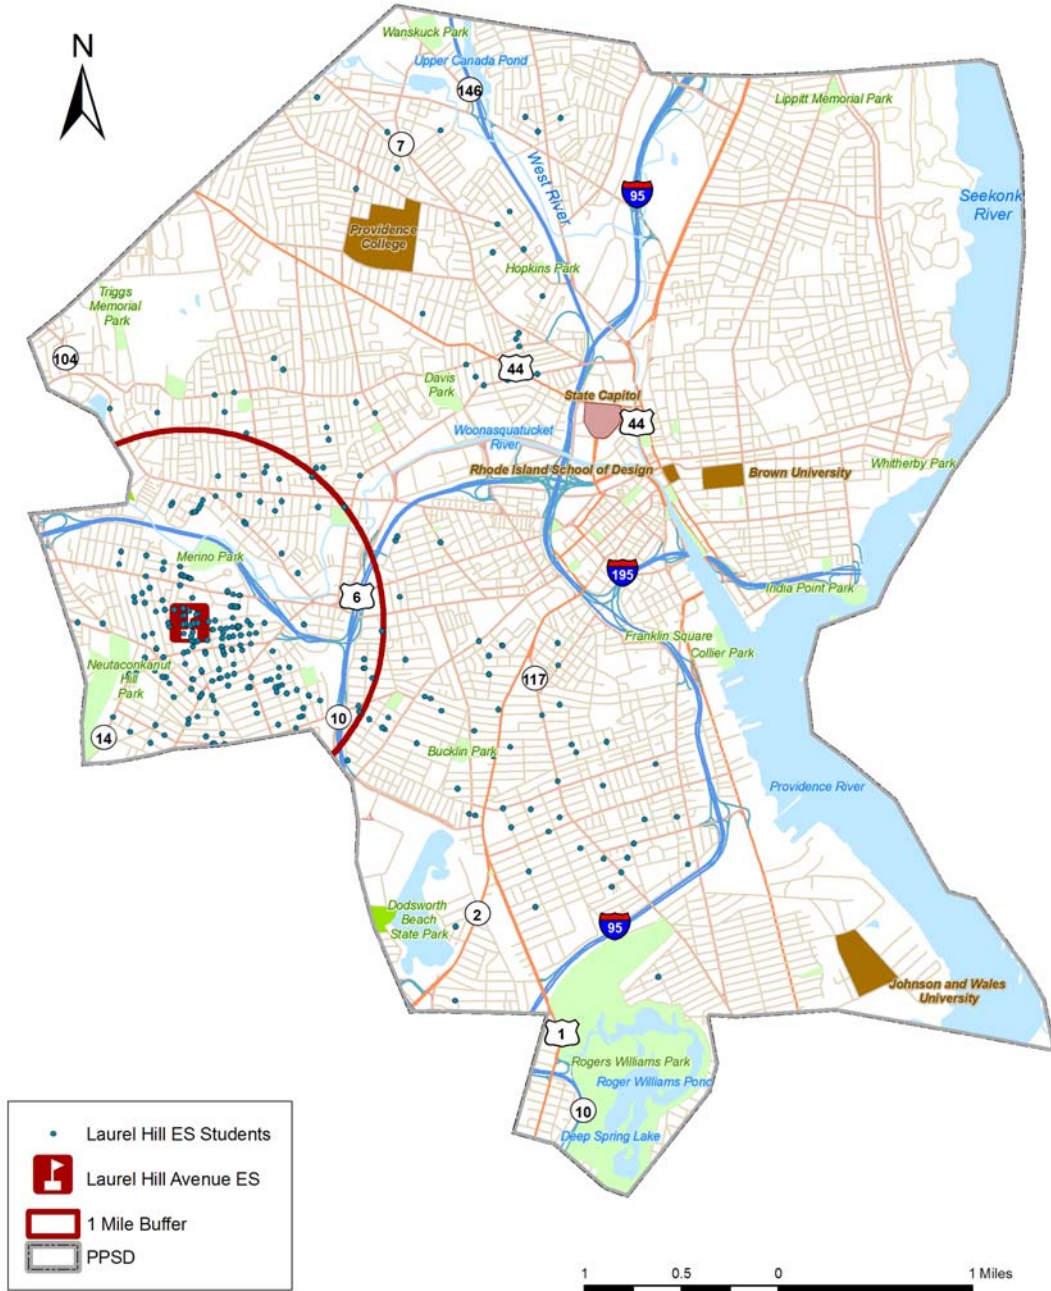 Wanskuck Park
N
Upper Canada Pond
146
Lippitt Memorial Park
7
West River
95
Seekonk
River
Providence
College
Hopkins Park
Triggs
Memorial
Park
104
44
Davis
Park
State Capitol
44
Woonasquatucket
River
Rhode Island School of Design
Brown University
Whitherby Park
Merino Park
195
India Point Park
6
Franklin Square
Collier Park
Neutaconkanut
Hill
Park
117
10
14
Bucklin Park
Providence River
Dodsworth
Beach
State Park
2
95
Johnson and Wales
University
1
Rogers Williams Park
Roger Williams Pond
10
Deep Spring Lake
Laurel Hill ES Students
Laurel Hill Avenue ES
1 Mile Buffer
PPSD
1 0.5 0 1 Miles